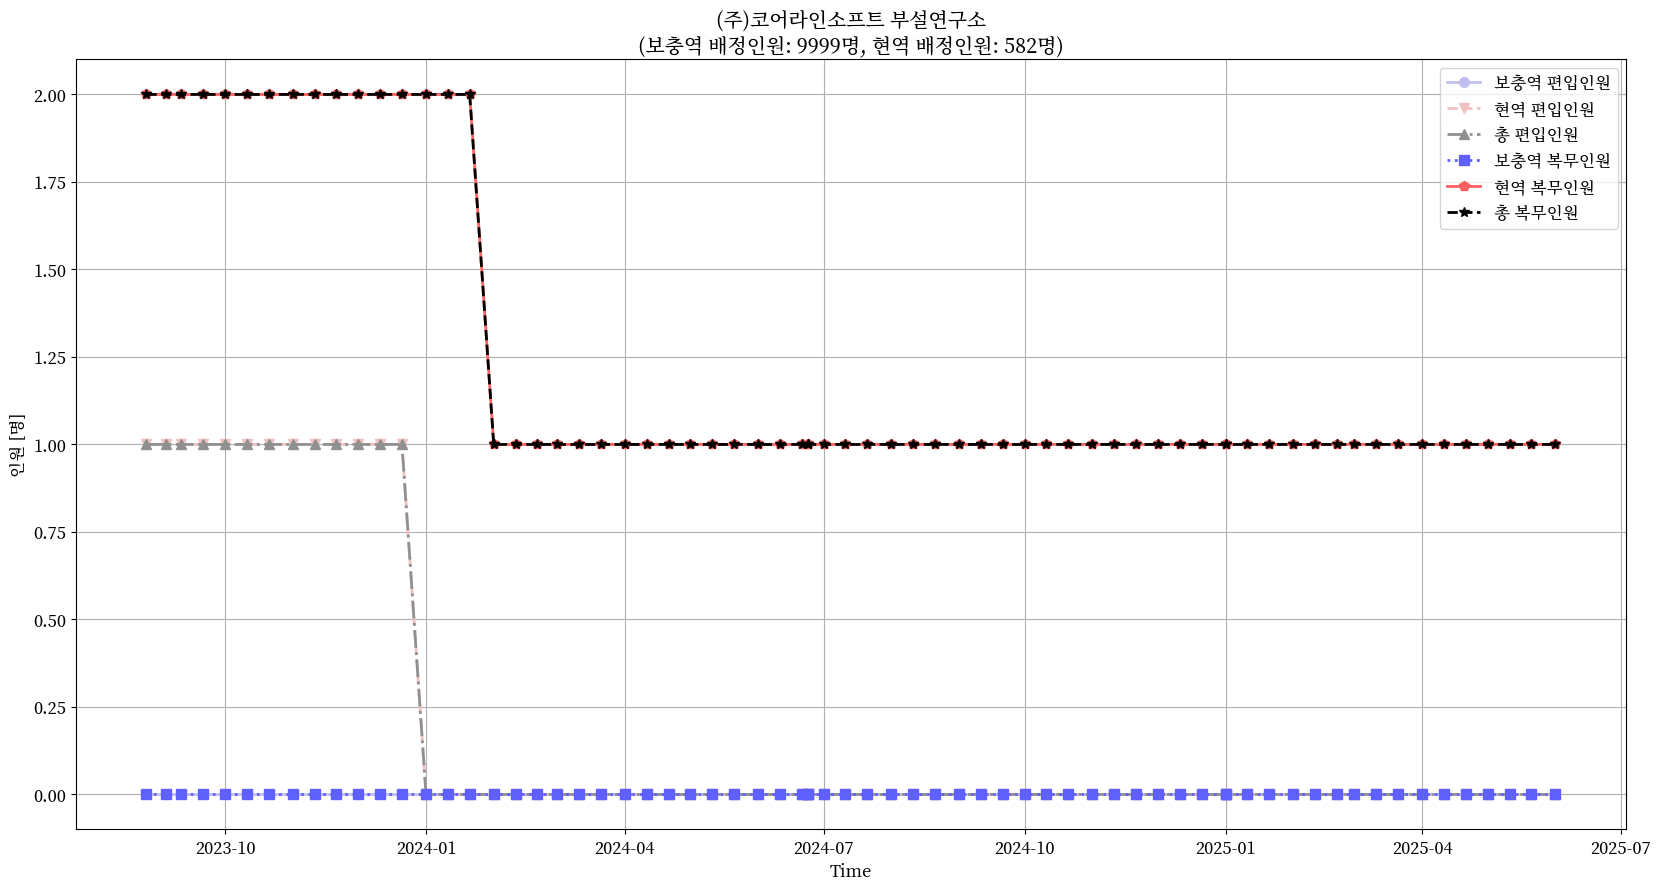 (주)코어라인소프트 부설연구소
(보충역 배정인원: 9999명, 현역 배정인원: 582명)
보충역 편입인원
현역 편입인원
총 편입인원
보충역 복무인원
현역 복무인원
총 복무인원
인원 [명]
2.00
1.75
1.50
1.25
1.00
0.75
0.50
0.25
0.00
2023-10 2024-01 2024-04 2024-07 2024-10 2025-01 2025-04 2025-07
Time